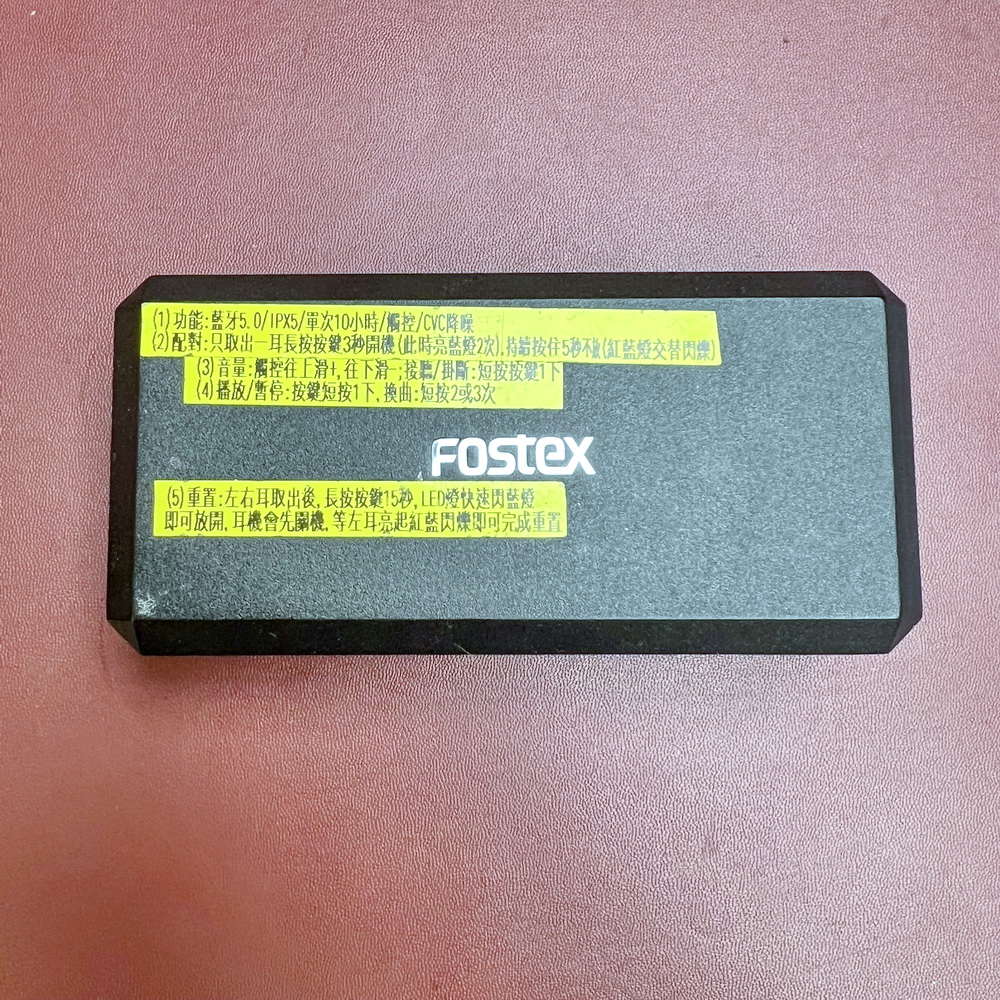 (1)功能:藍牙5.0/IPX5/單次10小時/觸控/CVC降噪
(2)配對:只取出一耳長按按鍵3秒開機(此時亮藍燈2次),持續按住5秒不放(紅藍燈交替閃爍)
(3)音量:觸控往上滑+,往下滑-;接聽/掛斷:短按按鍵1下
(4)播放/暫停:按鍵短按1下,換曲:短按2或3次
FOSTEX
(5)重置:左右耳取出後,長按按鍵15秒,LED燈快速閃藍燈
即可放開,耳機會先關機,等左耳亮起紅藍閃爍即可完成重置